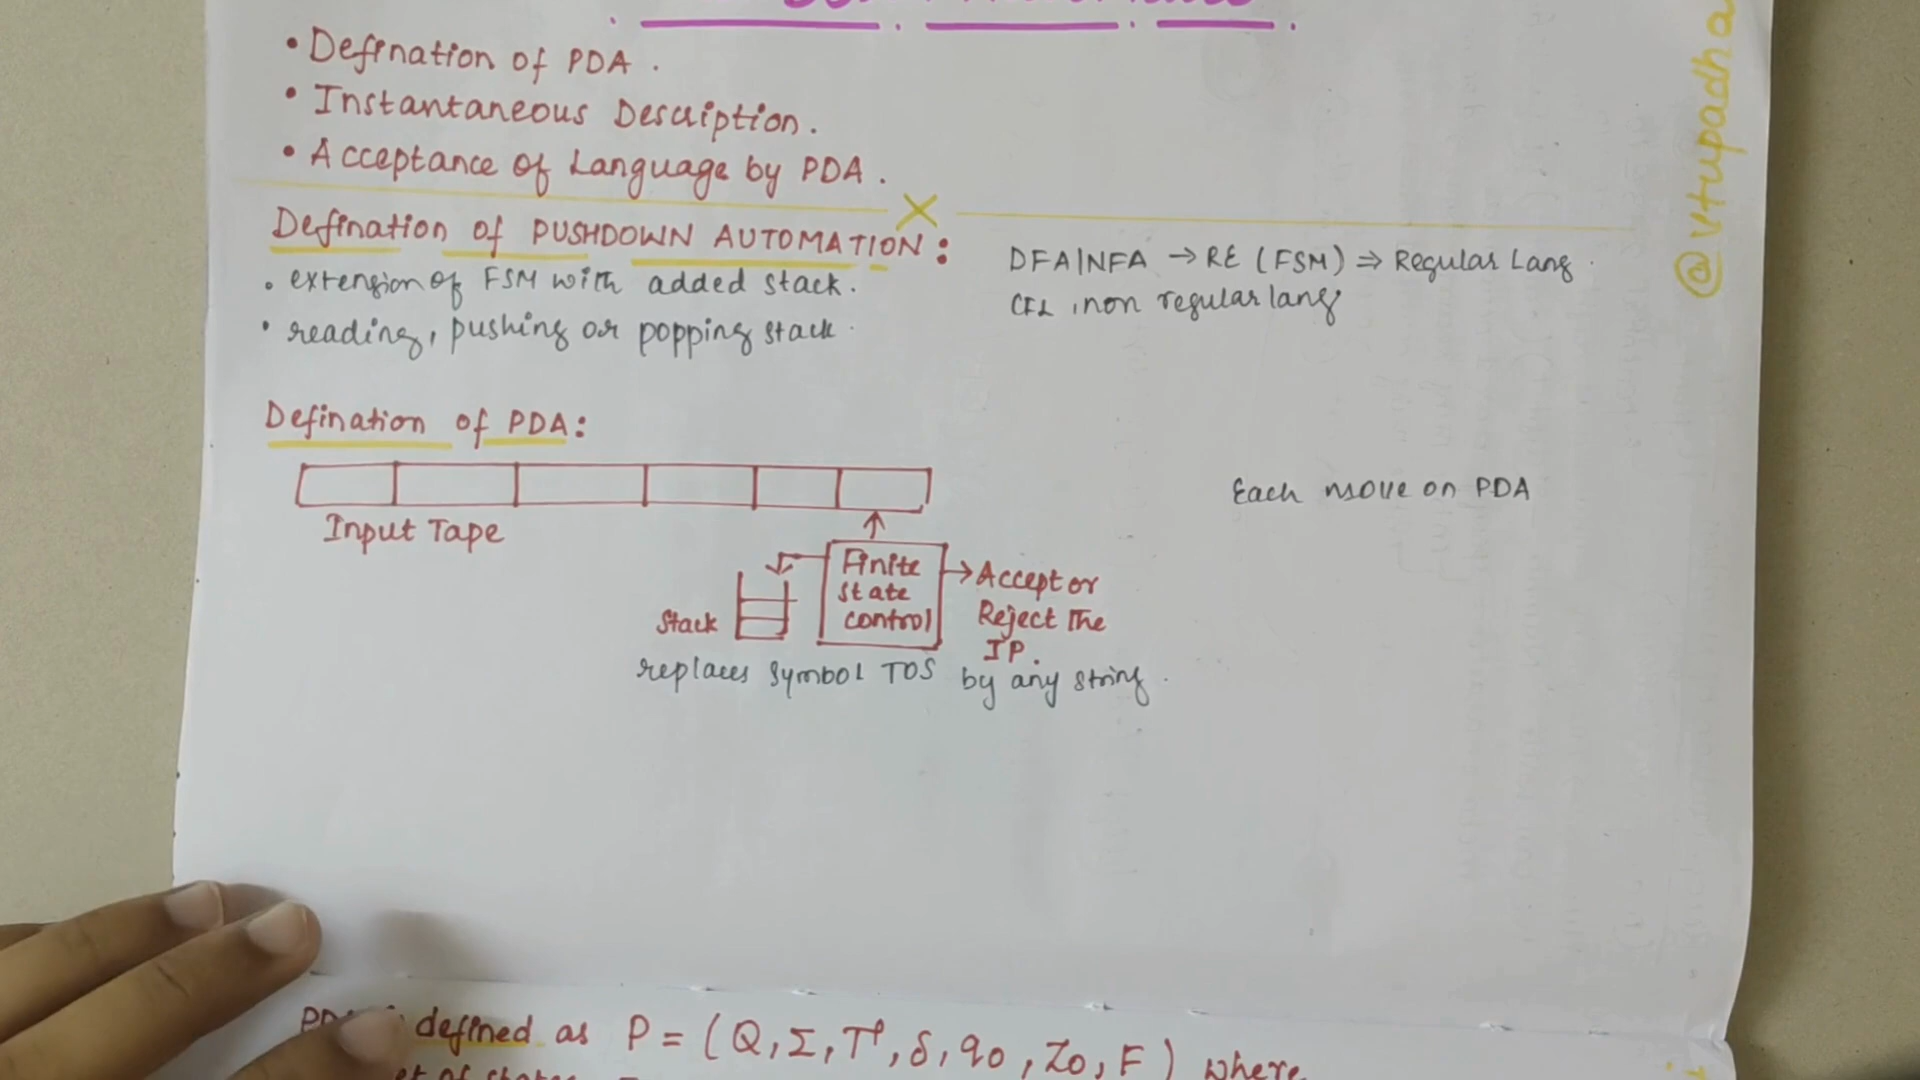 • Defination of PDA.
• Instantaneous Description.
• Acceptance of Language by PDA.
Defination of PUSHDOWN AUTOMATION:
• extension of FSM with added stack.
• reading, pushing or popping stack.
DFA|NFA → RE (FSM) ⇒ Regular Lang.
CFL, non regular lang
Defination of PDA:
Input Tape
Each move on PDA
Finite
state
control
Stack
Accept or
Reject The
IP.
replaces symbol TOS by any string.
defined as P = (Q, Σ, T, δ, q0, Z0, F) where
@vtupadha